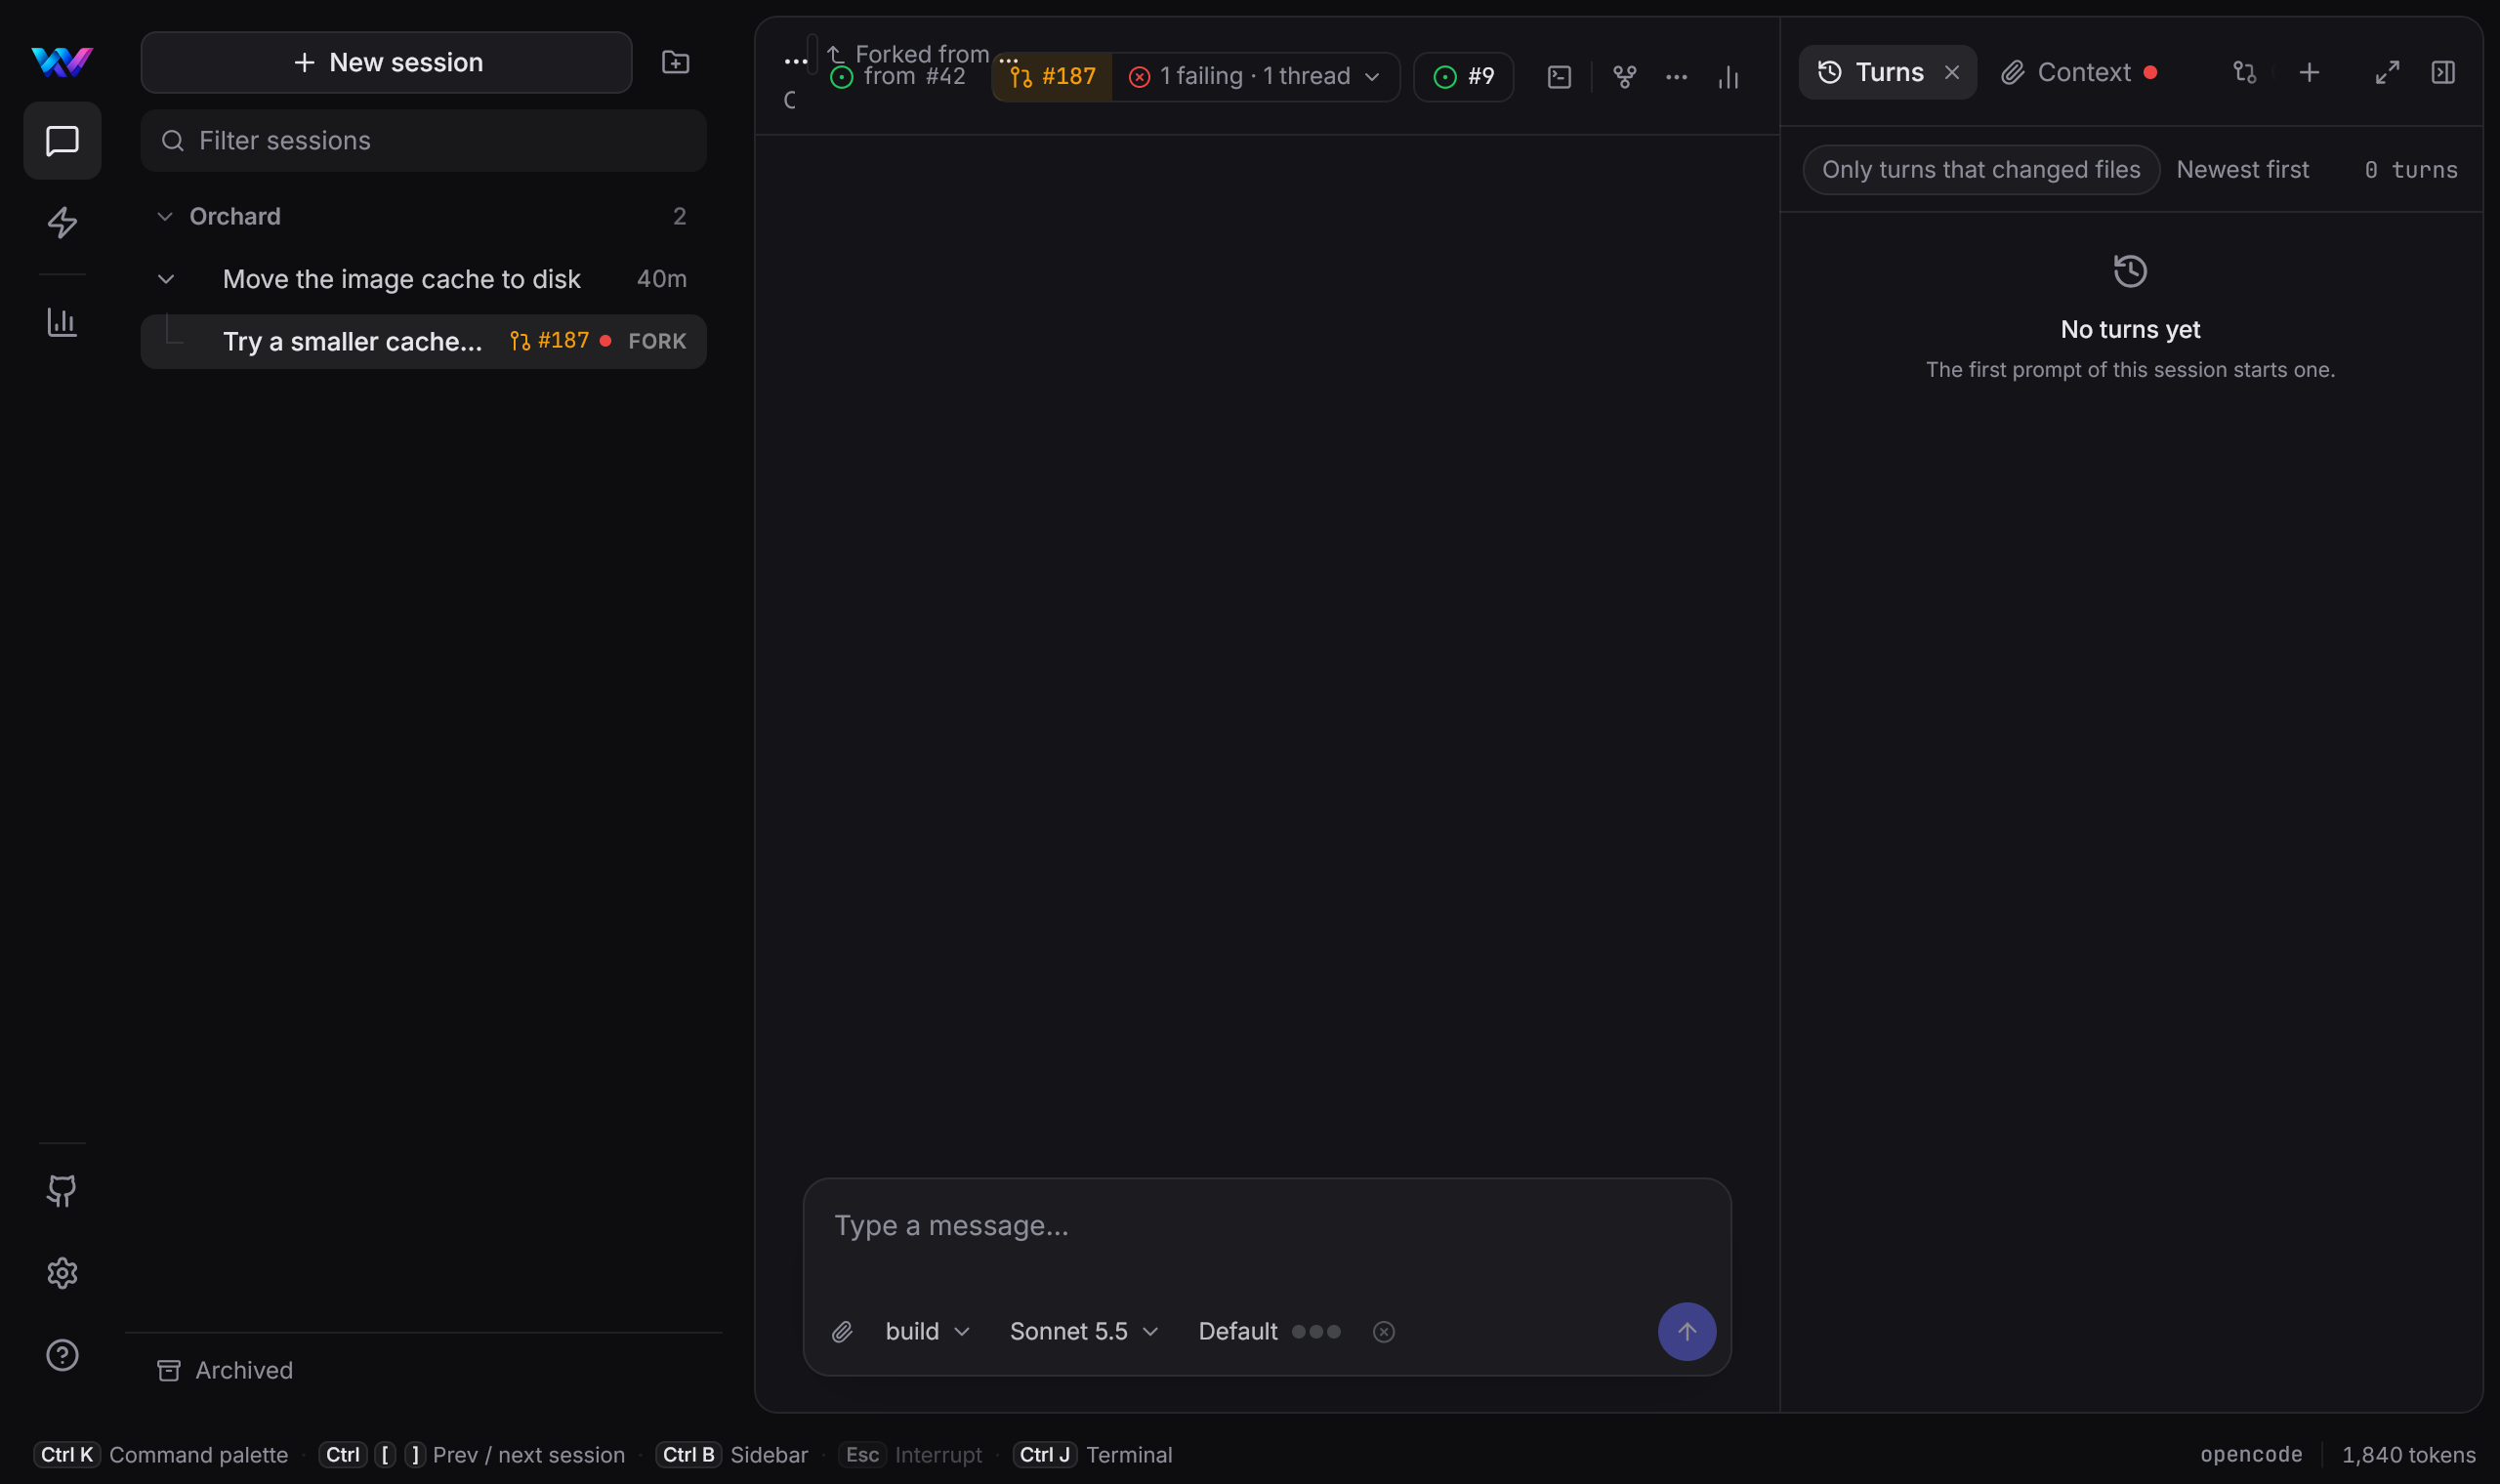 New session
Filter sessions
Orchard 2
Move the image cache to disk 40m
Try a smaller cache... #187 FORK
Archived
... Forked from ...
from #42 #187 1 failing · 1 thread #9
Turns Context
Only turns that changed files Newest first 0 turns
No turns yet
The first prompt of this session starts one.
Type a message...
build Sonnet 5.5 Default
Ctrl K Command palette · Ctrl [ ] Prev / next session · Ctrl B Sidebar · Esc Interrupt · Ctrl J Terminal
opencode 1,840 tokens